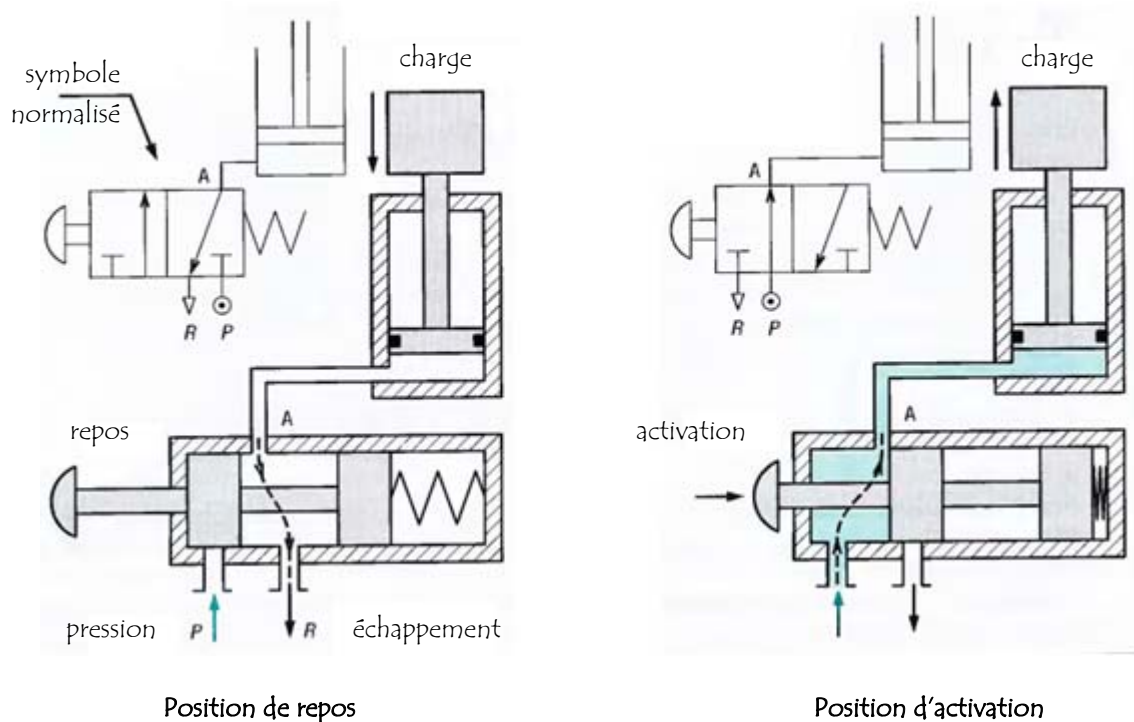 symbole
normalisé
charge
A
R P
A
repos
pression P
R échappement
Position de repos
charge
A
R P
A
activation
Position d’activation